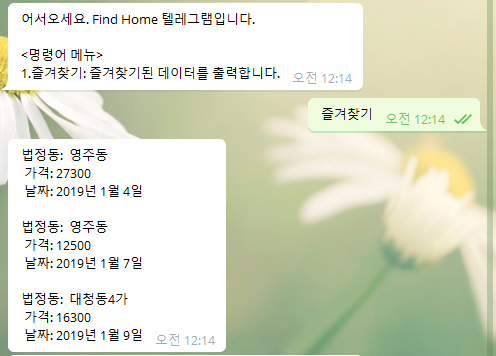 어서오세요. Find Home 텔레그램입니다.
<명령어 메뉴>
1.즐겨찾기: 즐겨찾기된 데이터를 출력합니다.
오전 12:14
즐겨찾기
오전 12:14
법정동:  영주동
가격: 27300
날짜: 2019년 1월 4일
법정동:  영주동
가격: 12500
날짜: 2019년 1월 7일
법정동:  대청동4가
가격: 16300
날짜: 2019년 1월 9일
오전 12:14